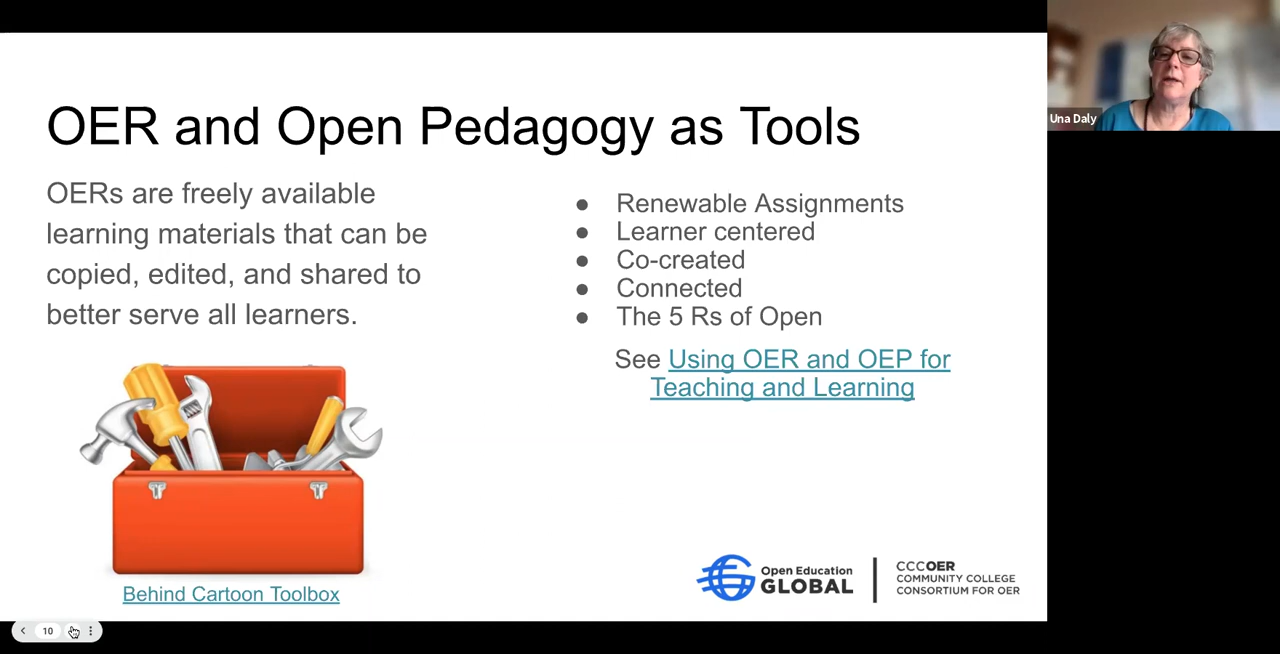 OER and Open Pedagogy as Tools
OERs are freely available
learning materials that can be
copied, edited, and shared to
better serve all learners.
● Renewable Assignments
● Learner centered
● Co-created
● Connected
● The 5 Rs of Open
See Using OER and OEP for
Teaching and Learning
Behind Cartoon Toolbox
Open Education
GLOBAL
CCCOER
COMMUNITY COLLEGE
CONSORTIUM FOR OER
Una Daly
10